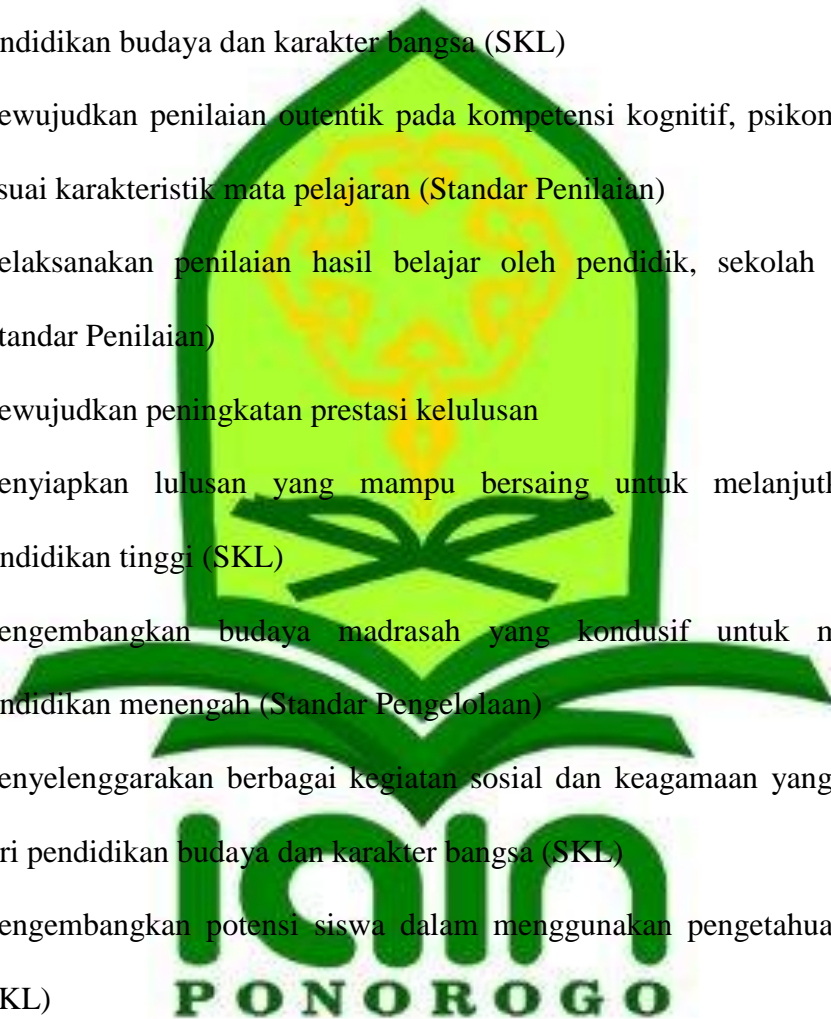 ndidikan budaya dan karakter bangsa (SKL)
ewujudkan penilaian outentik pada kompetensi kognitif, psikon
suai karakteristik mata pelajaran (Standar Penilaian)
elaksanakan penilaian hasil belajar oleh pendidik, sekolah
tandar Penilaian)
ewujudkan peningkatan prestasi kelulusan
enyiapkan lulusan yang mampu bersaing untuk melanjutk
ndidikan tinggi (SKL)
engembangkan budaya madrasah yang kondusif untuk m
ndidikan menengah (Standar Pengelolaan)
enyelenggarakan berbagai kegiatan sosial dan keagamaan yang
ri pendidikan budaya dan karakter bangsa (SKL)
engembangkan potensi siswa dalam menggunakan pengetahua
KL)
iain
PONOROGO